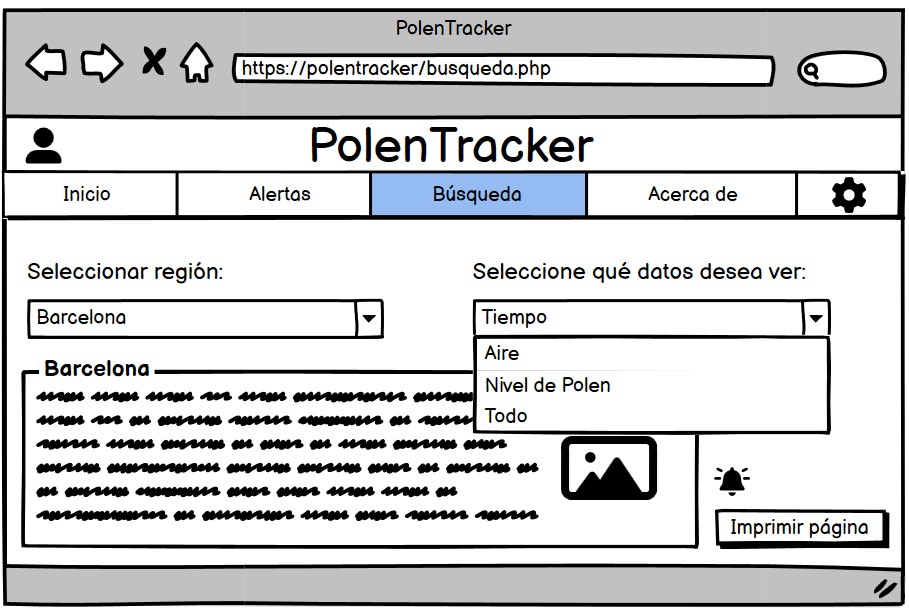 PolenTracker
https://polentracker/busqueda.php
PolenTracker
Inicio
Alertas
Búsqueda
Acerca de
Seleccionar región:
Seleccione qué datos desea ver:
Barcelona
Tiempo
Aire
Nivel de Polen
Todo
Barcelona
Imprimir página